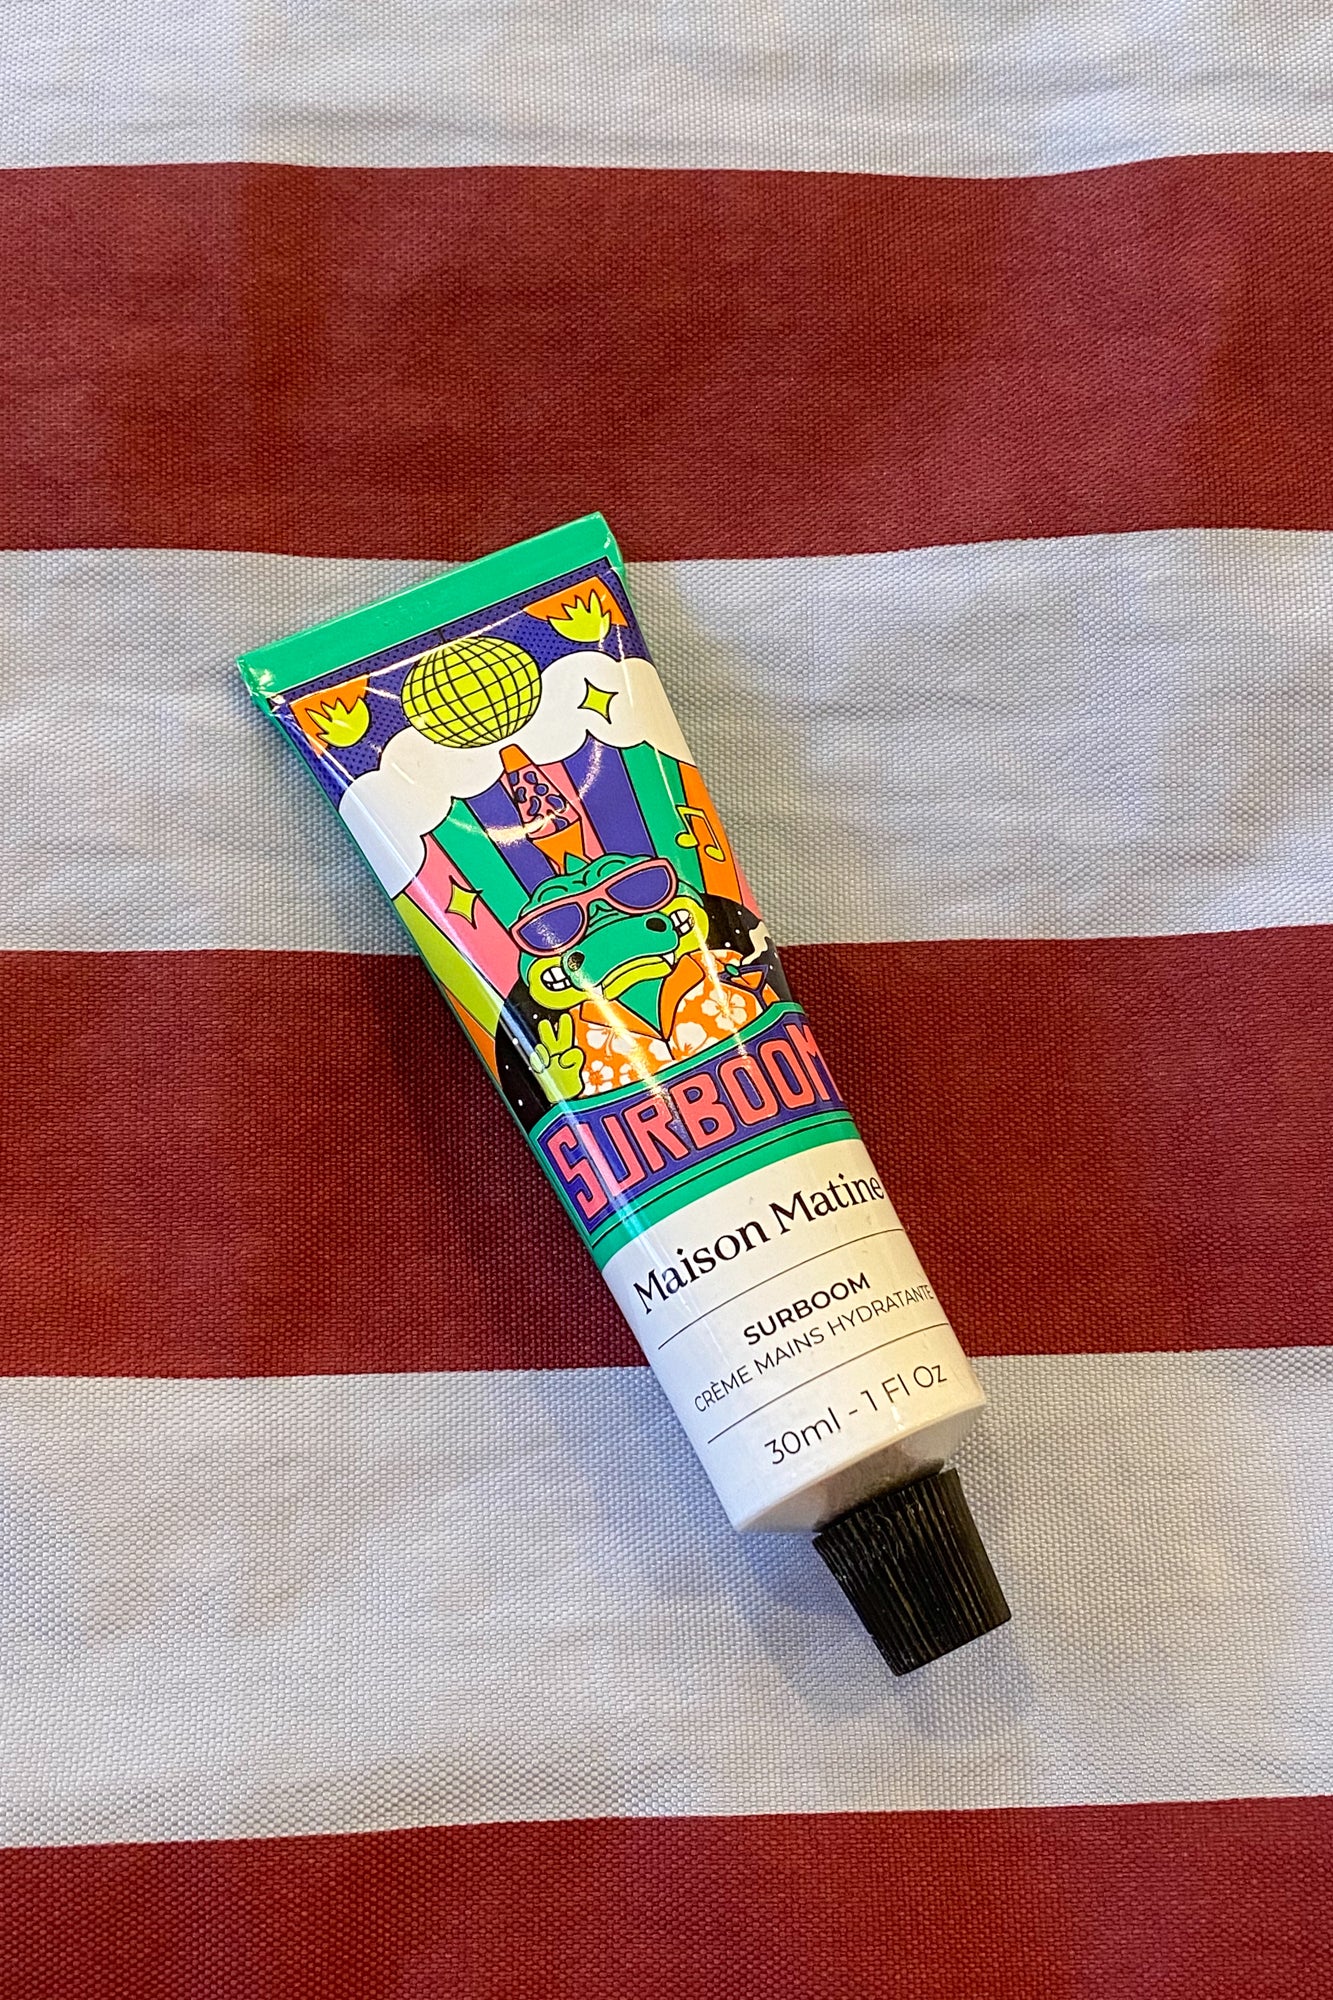 SURBOOM
Maison Matine
SURBOOM
CRÈME MAINS HYDRATANTE
30ml - 1 Fl Oz